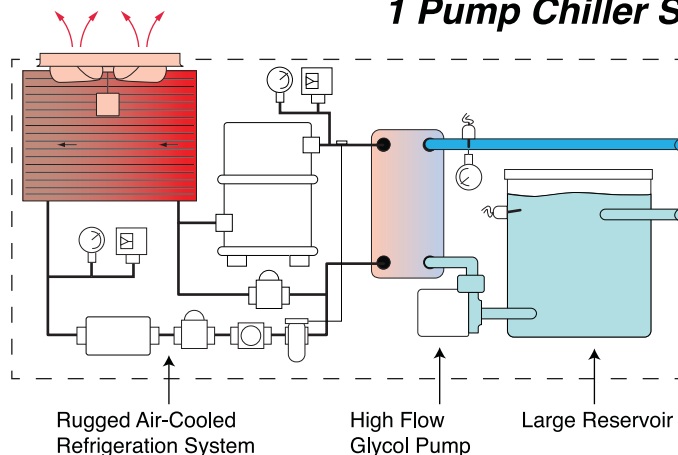 1 Pump Chiller S
Rugged Air-Cooled
Refrigeration System
High Flow
Glycol Pump
Large Reservoir